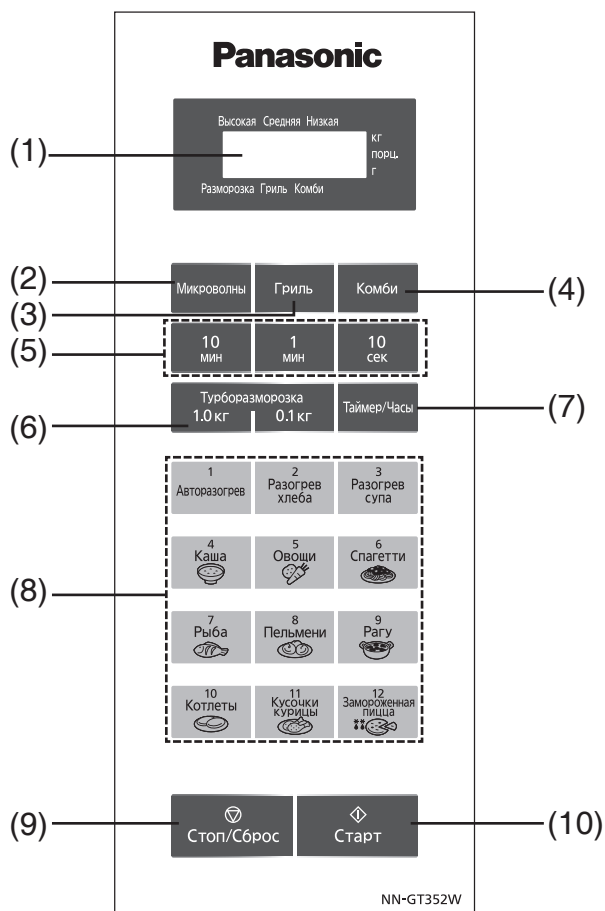 Panasonic
Высокая Средняя Низкая
(1)
кг
порц.
г
Разморозка Гриль Комби
(2)
Микроволны
Гриль
Комби
(4)
(3)
(5)
10 мин
1 мин
10 сек
Турборазморозка
1.0 кг
0.1 кг
Таймер/Часы
(7)
(6)
1
Авторазогрев
2
Разогрев
хлеба
3
Разогрев
супа
4
Каша
5
Овощи
6
Спагетти
(8)
7
Рыба
8
Пельмени
9
Рагу
10
Котлеты
11
Кусочки
курицы
12
Замороженная
пицца
(9)
Стоп/Сброс
Старт
(10)
NN-GT352W